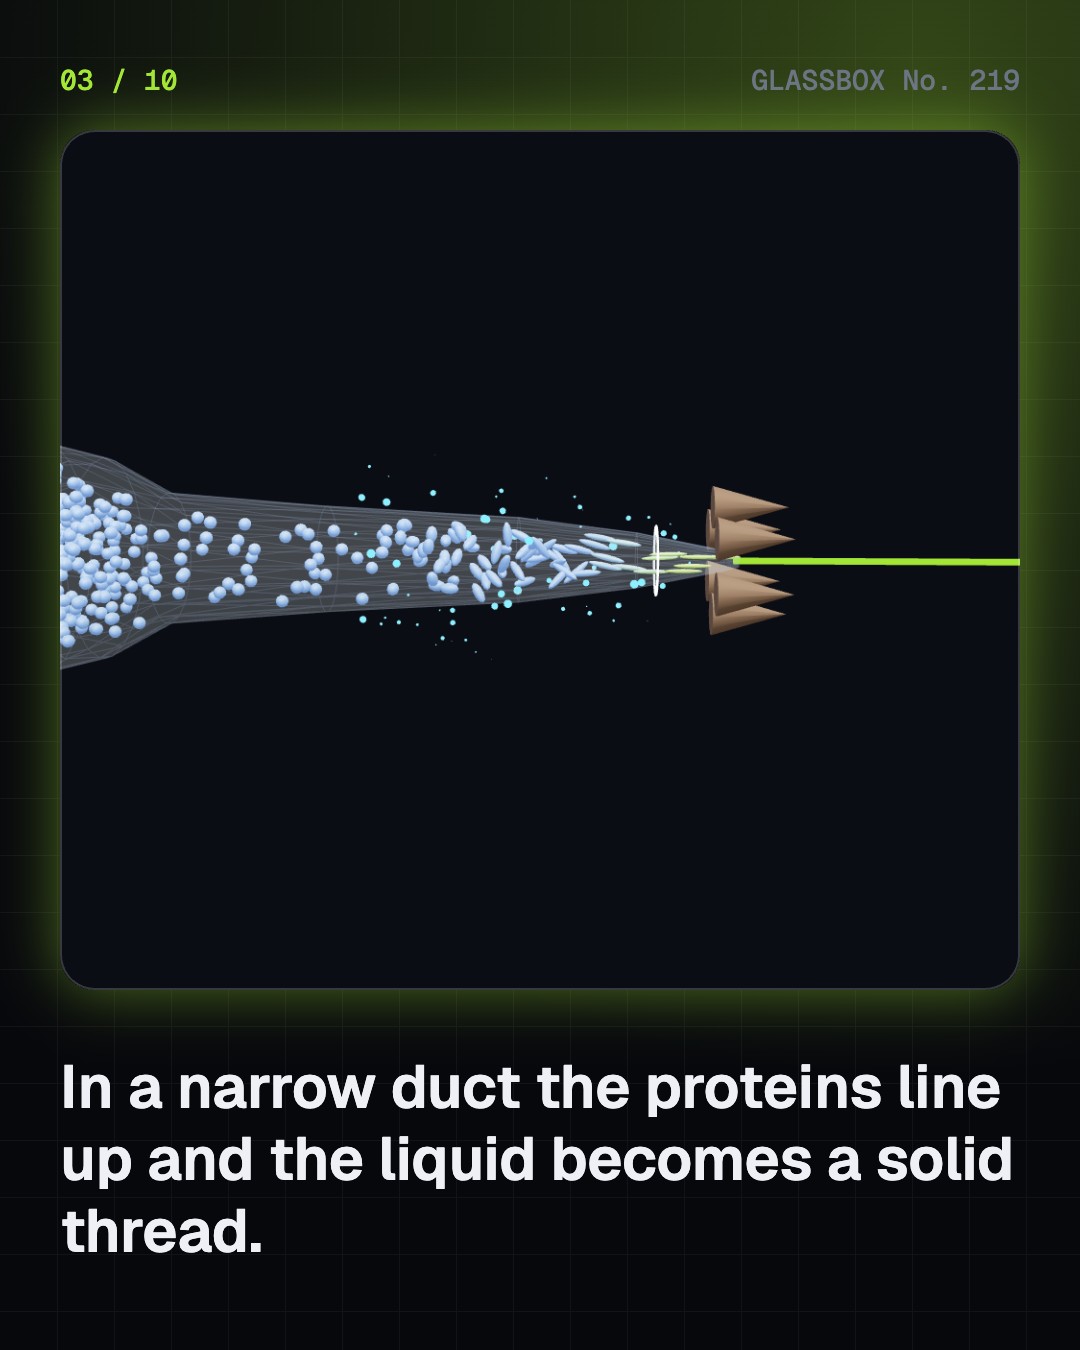 03 / 10
GLASSBOX No. 219
In a narrow duct the proteins line
up and the liquid becomes a solid
thread.